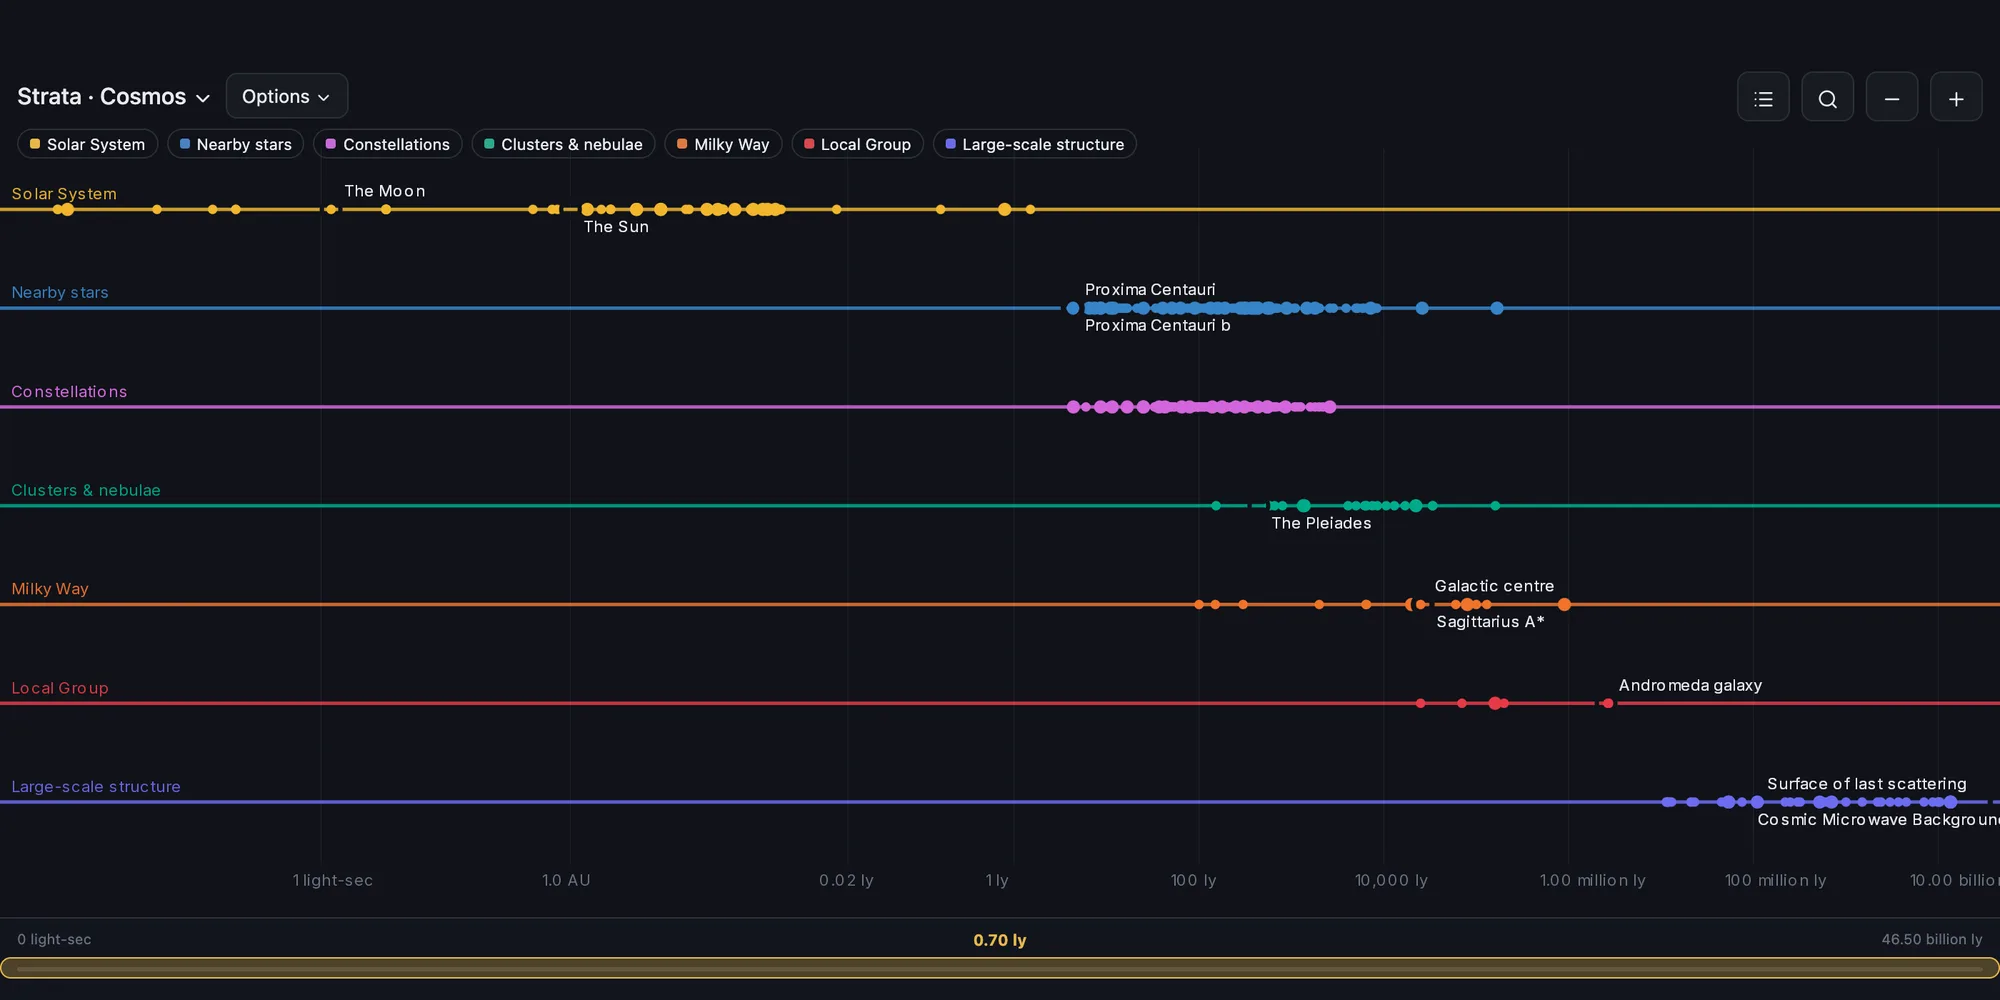 Strata · Cosmos
Options
Solar System
Nearby stars
Constellations
Clusters & nebulae
Milky Way
Local Group
Large-scale structure
Solar System
The Moon
The Sun
Nearby stars
Proxima Centauri
Proxima Centauri b
Constellations
Clusters & nebulae
The Pleiades
Milky Way
Galactic centre
Sagittarius A*
Local Group
Andromeda galaxy
Large-scale structure
Surface of last scattering
Cosmic Microwave Backgroun
1 light-sec
1.0 AU
0.02 ly
1 ly
100 ly
10,000 ly
1.00 million ly
100 million ly
10.00 billio
0 light-sec
0.70 ly
46.50 billion ly